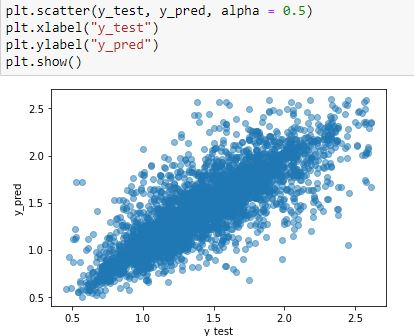 plt.scatter(y_test, y_pred, alpha = 0.5)
plt.xlabel("y_test")
plt.ylabel("y_pred")
plt.show()
2.5
2.0
1.5
1.0
0.5
y_pred
0.5 1.0 1.5 2.0 2.5
y_test